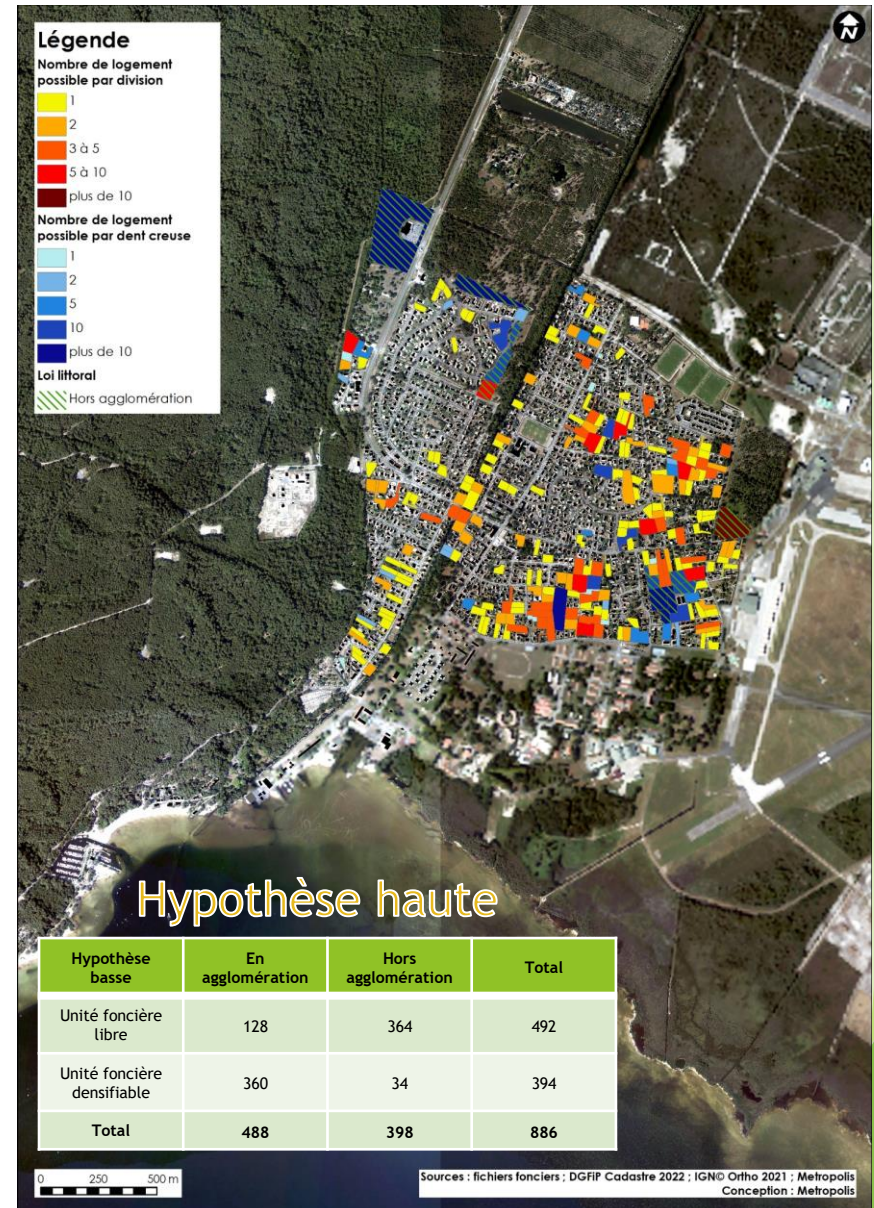 Légende
Nombre de logement
possible par division
1
2
3 à 5
5 à 10
plus de 10
Nombre de logement
possible par dent creuse
1
2
5
10
plus de 10
Loi littoral
Hors agglomération
N
Hypothèse haute
Hypothèse basse En agglomération Hors agglomération Total
Unité foncière libre 128 364 492
Unité foncière densifiable 360 34 394
Total 488 398 886
0 250 500 m
Sources : fichiers fonciers ; DGFiP Cadastre 2022 ; IGN© Ortho 2021 ; Metropolis
Conception : Metropolis